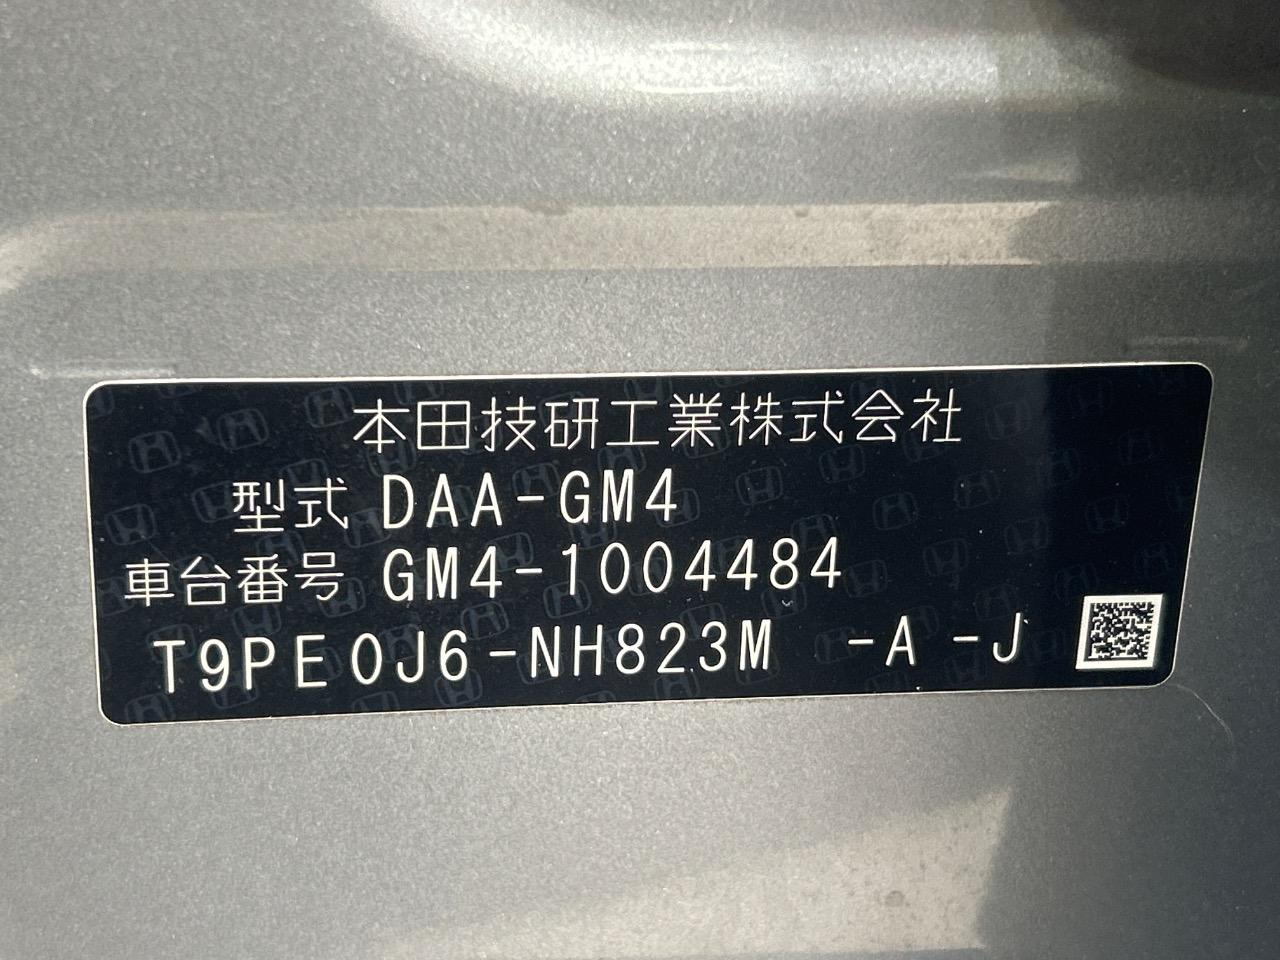 本田技研工業株式会社
型式 DAA-GM4
車台番号 GM4-1004484
T9PE0J6-NH823M -A -J